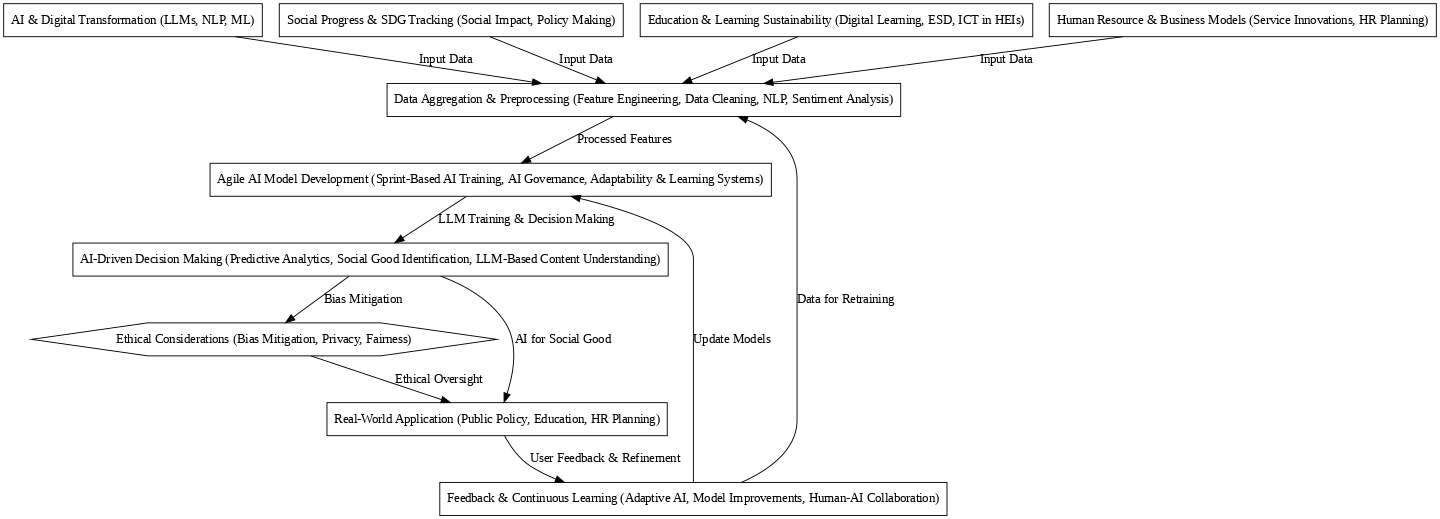 AI & Digital Transformation (LLMs, NLP, ML)
Social Progress & SDG Tracking (Social Impact, Policy Making)
Education & Learning Sustainability (Digital Learning, ESD, ICT in HEIs)
Human Resource & Business Models (Service Innovations, HR Planning)
Input Data
Input Data
Input Data
Input Data
Data Aggregation & Preprocessing (Feature Engineering, Data Cleaning, NLP, Sentiment Analysis)
Processed Features
Agile AI Model Development (Sprint-Based AI Training, AI Governance, Adaptability & Learning Systems)
LLM Training & Decision Making
AI-Driven Decision Making (Predictive Analytics, Social Good Identification, LLM-Based Content Understanding)
Bias Mitigation
Data for Retraining
Ethical Considerations (Bias Mitigation, Privacy, Fairness)
AI for Social Good
Update Models
Ethical Oversight
Real-World Application (Public Policy, Education, HR Planning)
User Feedback & Refinement
Feedback & Continuous Learning (Adaptive AI, Model Improvements, Human-AI Collaboration)